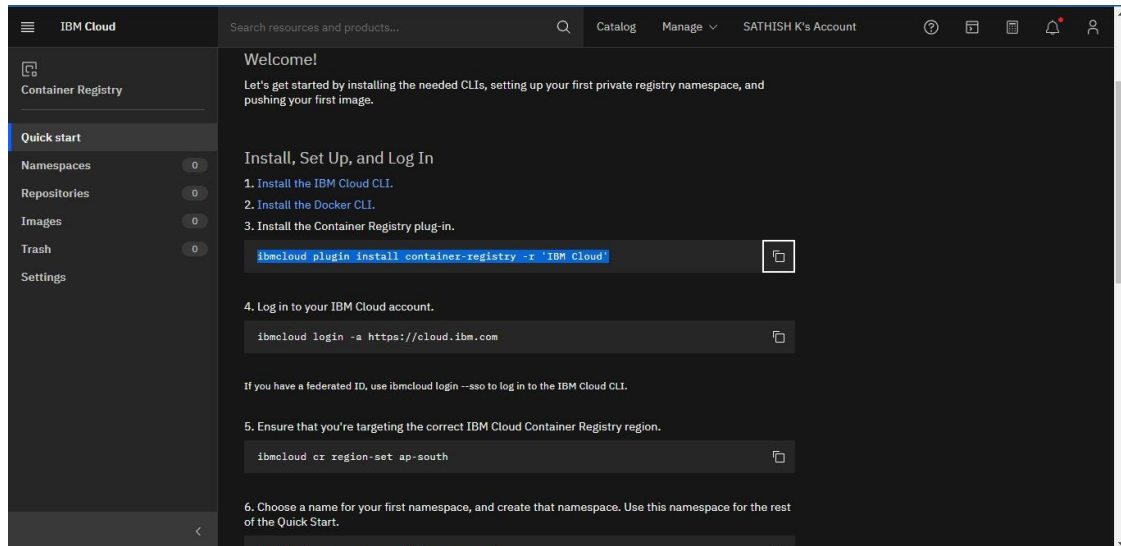 IBM Cloud
Search resources and products...
Catalog
Manage
SATHISH K's Account
Container Registry
Quick start
Namespaces 0
Repositories 0
Images 0
Trash 0
Settings
Welcome!
Let's get started by installing the needed CLIs, setting up your first private registry namespace, and
pushing your first image.
Install, Set Up, and Log In
1. Install the IBM Cloud CLI.
2. Install the Docker CLI.
3. Install the Container Registry plug-in.
ibmcloud plugin install container-registry -r 'IBM Cloud'
4. Log in to your IBM Cloud account.
ibmcloud login -a https://cloud.ibm.com
If you have a federated ID, use ibmcloud login --sso to log in to the IBM Cloud CLI.
5. Ensure that you're targeting the correct IBM Cloud Container Registry region.
ibmcloud cr region-set ap-south
6. Choose a name for your first namespace, and create that namespace. Use this namespace for the rest
of the Quick Start.